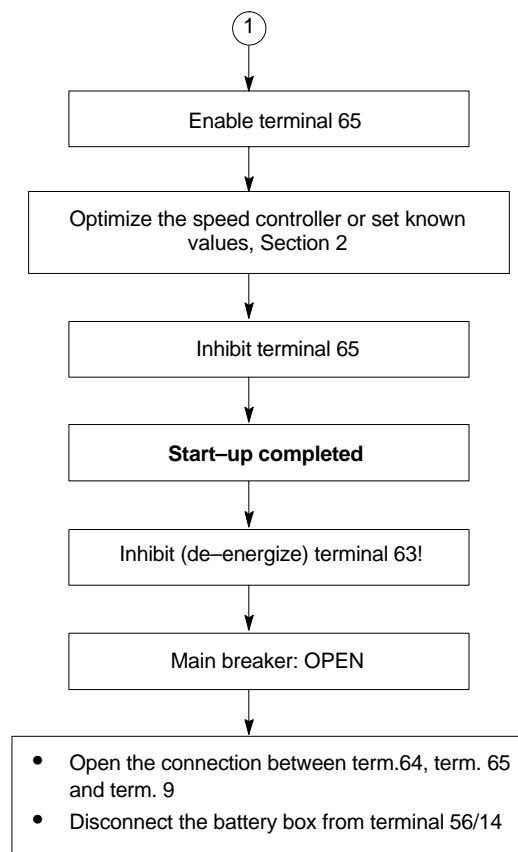 1
Enable terminal 65
Optimize the speed controller or set known
values, Section 2
Inhibit terminal 65
Start–up completed
Inhibit (de–energize) terminal 63!
Main breaker: OPEN
• Open the connection between term.64, term. 65
and term. 9
• Disconnect the battery box from terminal 56/14